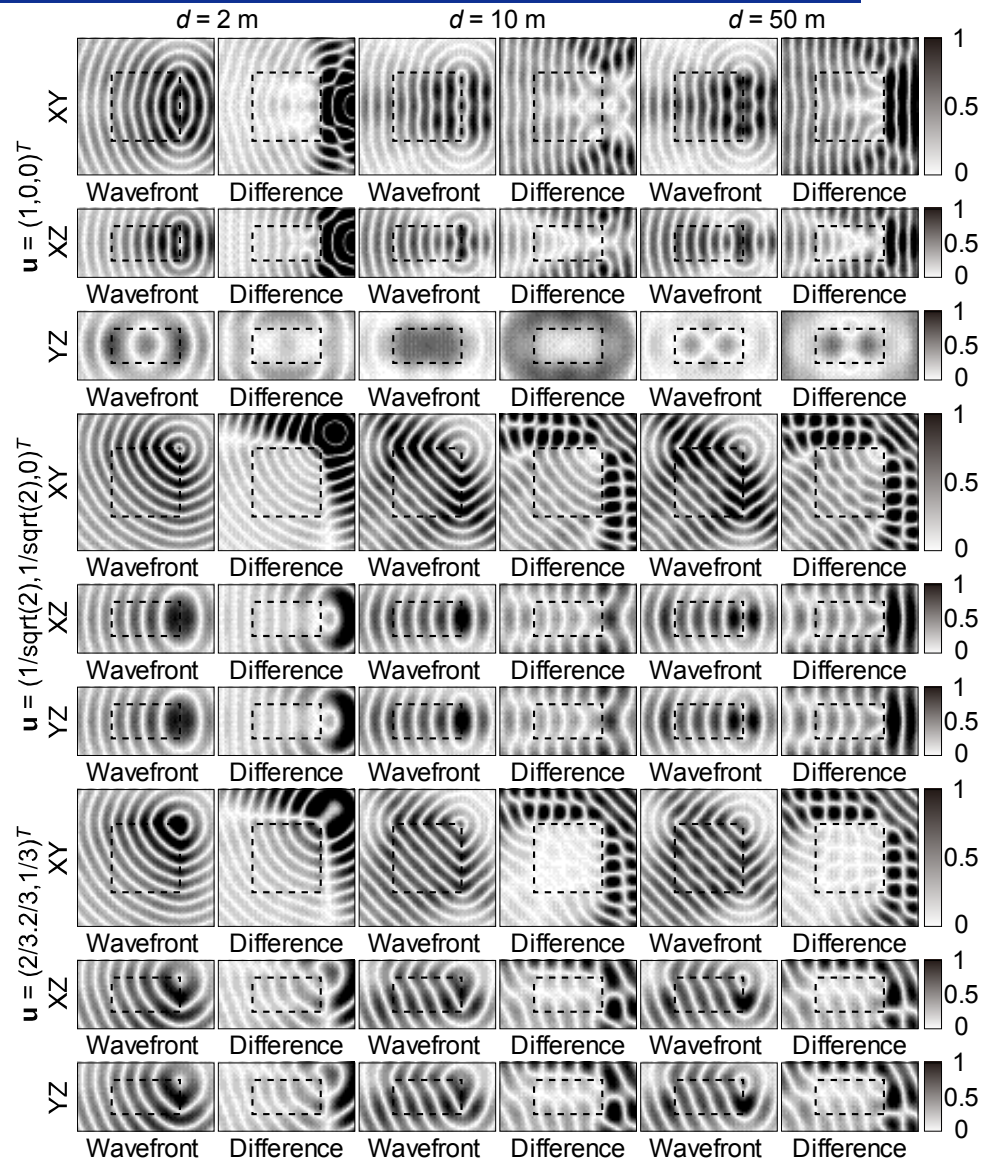 d = 2 m d = 10 m d = 50 m
u = (1,0,0)^T
XY
1
0.5
0
Wavefront Difference Wavefront Difference Wavefront Difference
XZ
1
0.5
0
Wavefront Difference Wavefront Difference Wavefront Difference
YZ
1
0.5
0
Wavefront Difference Wavefront Difference Wavefront Difference
u = (1/sqrt(2),1/sqrt(2),0)^T
XY
1
0.5
0
Wavefront Difference Wavefront Difference Wavefront Difference
XZ
1
0.5
0
Wavefront Difference Wavefront Difference Wavefront Difference
YZ
1
0.5
0
Wavefront Difference Wavefront Difference Wavefront Difference
u = (2/3.2/3,1/3)^T
XY
1
0.5
0
Wavefront Difference Wavefront Difference Wavefront Difference
XZ
1
0.5
0
Wavefront Difference Wavefront Difference Wavefront Difference
YZ
1
0.5
0
Wavefront Difference Wavefront Difference Wavefront Difference